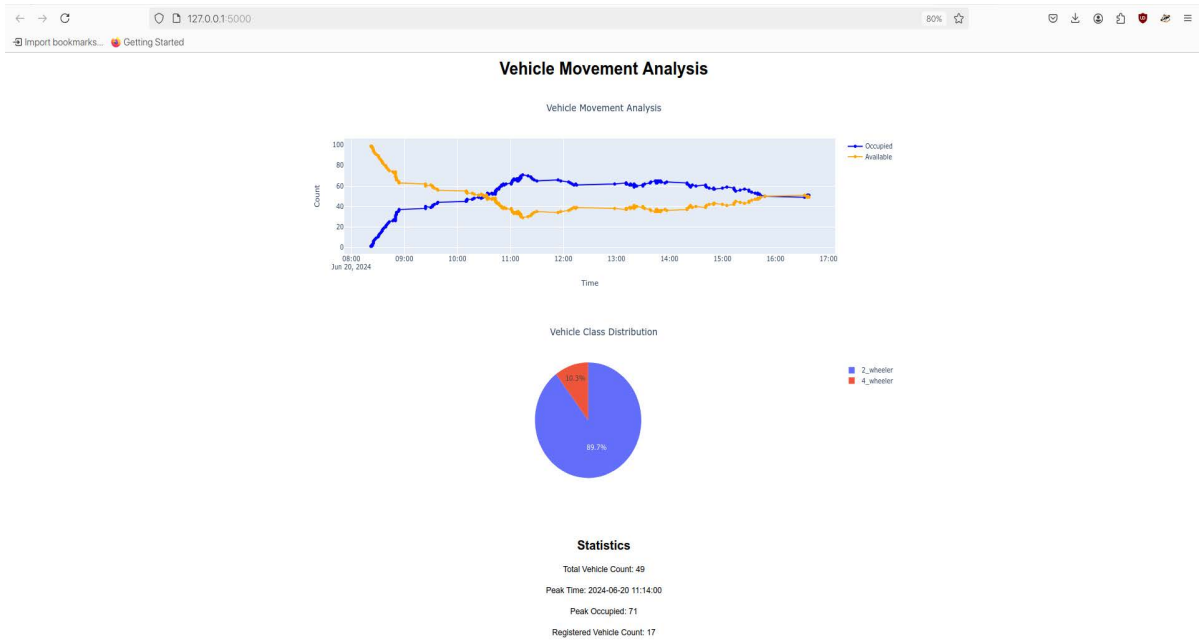 127.0.0.1:5000
80%
Import bookmarks... Getting Started
Vehicle Movement Analysis
Vehicle Movement Analysis
100
80
60
40
20
0
Count
08:00 09:00 10:00 11:00 12:00 13:00 14:00 15:00 16:00 17:00
Jun 20, 2024
Time
Occupied
Available
Vehicle Class Distribution
10.3%
89.7%
2_wheeler
4_wheeler
Statistics
Total Vehicle Count: 49
Peak Time: 2024-06-20 11:14:00
Peak Occupied: 71
Registered Vehicle Count: 17